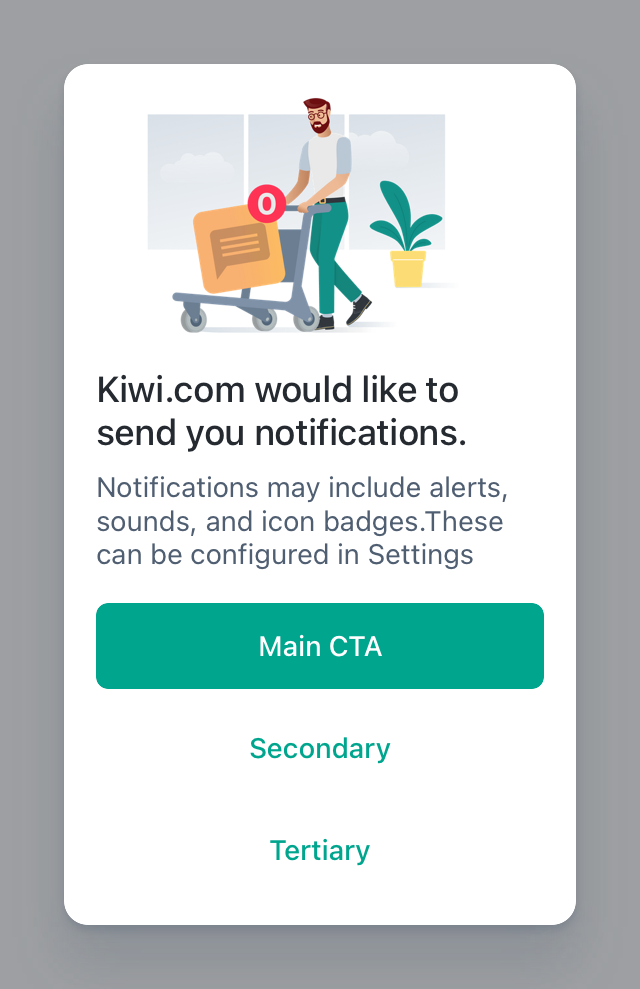 0
Kiwi.com would like to
send you notifications.
Notifications may include alerts,
sounds, and icon badges.These
can be configured in Settings
Main CTA
Secondary
Tertiary